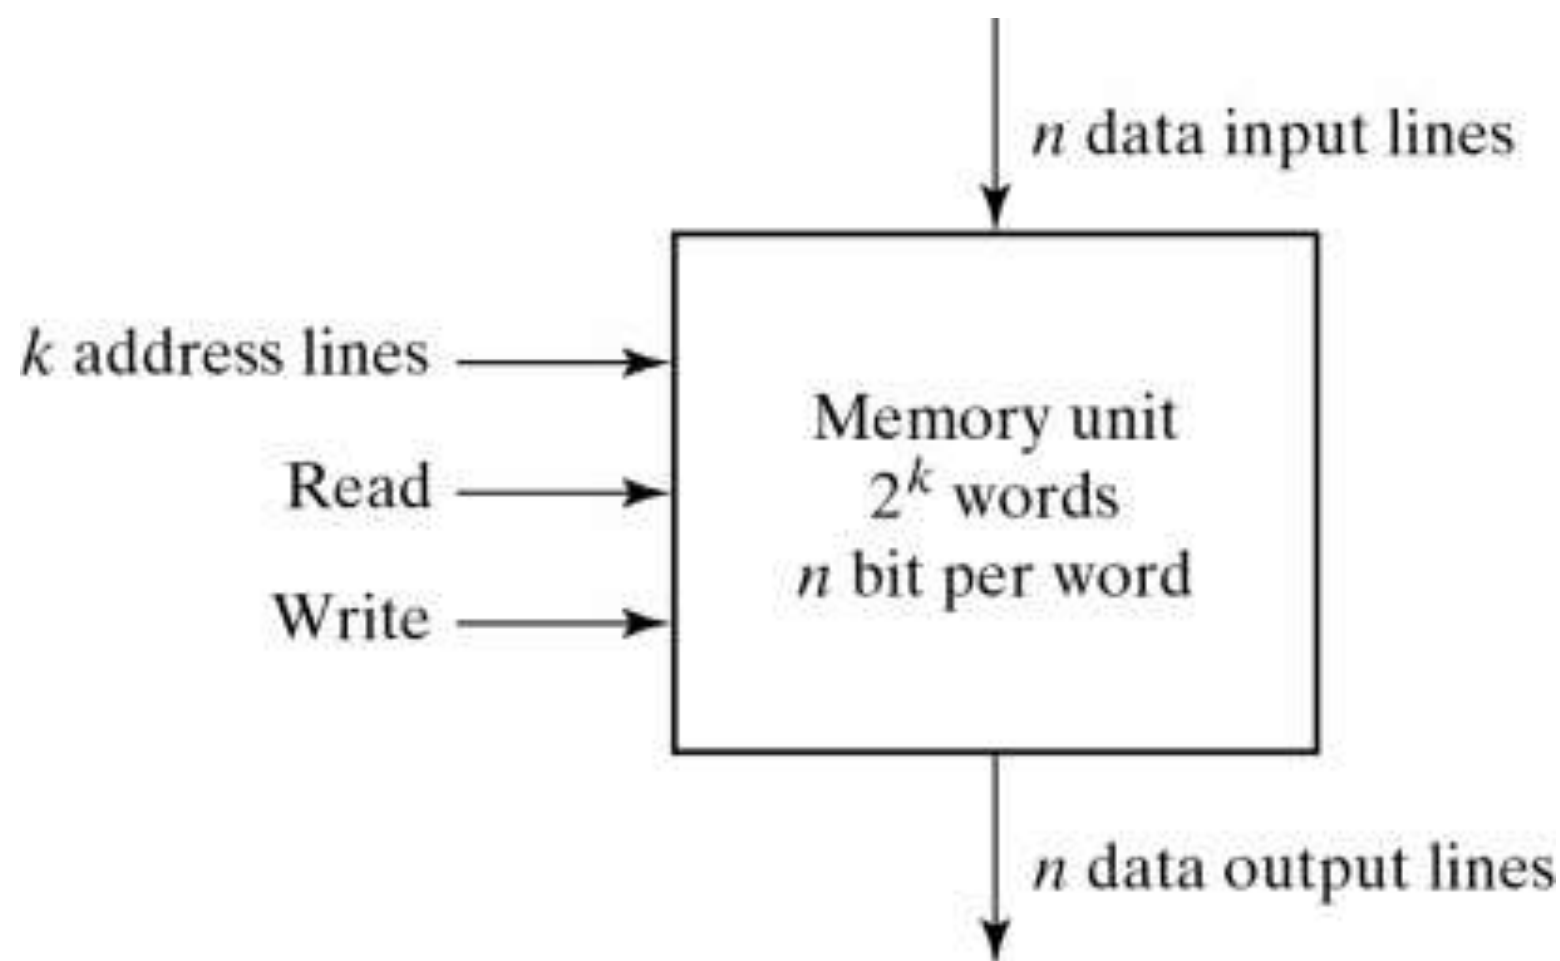 n data input lines
k address lines
Read
Write
Memory unit
2^k words
n bit per word
n data output lines